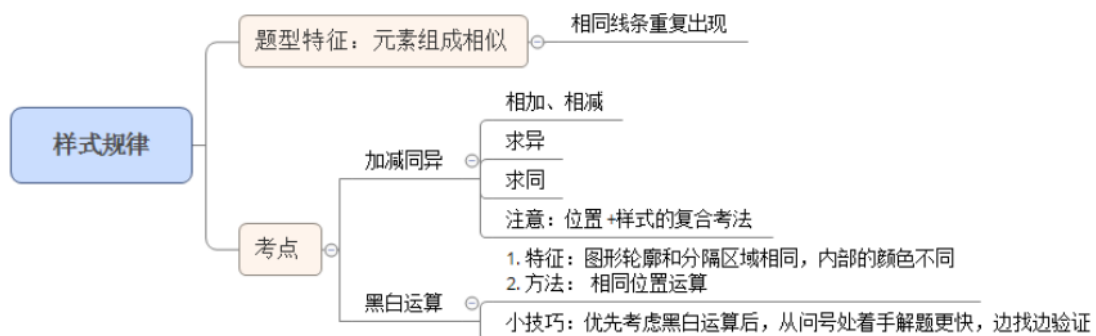 样式规律
题型特征：元素组成相似
相同线条重复出现
考点
加减同异
相加、相减
求异
求同
注意：位置+样式的复合考法
黑白运算
1. 特征：图形轮廓和分隔区域相同，内部的颜色不同
2. 方法： 相同位置运算
小技巧：优先考虑黑白运算后，从问号处着手解题更快，边找边验证